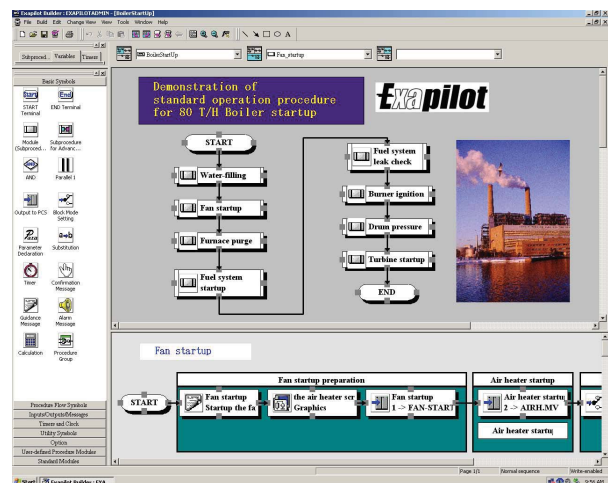 Exapilot Builder : EXAPILOTADMIN - [BoilerStartUp]
File Build Edit Change View View Tools Window Help
Subproced... Variables Timers
BoilerStartUp
Fan_startup
Basic Symbols
START Terminal
END Terminal
Module (Subproced...
Subprocedure for Advanc...
AND
Parallel I
Output to PCS
Block Mode Setting
Parameter Declaration
Substitution
Timer
Confirmation Message
Guidance Message
Alarm Message
Calculation
Procedure Group
Procedure Flow Symbols
Inputs/Outputs/Messages
Timers and Clock
Utility Symbols
Option
User-defined Procedure Modules
Standard Modules
Demonstration of
standard operation procedure
for 80 T/H Boiler startup
Exapilot
START
Water-filling
Fan startup
Furnace purge
Fuel system
startup
Fuel system
leak check
Burner ignition
Drum pressure
Turbine startup
END
Fan startup
START
Fan startup preparation
Fan startup
Startup the fa
the air heater scr
Graphics
Fan startup
1 -> FAN-START
Air heater startup
Air heater startu
2 -> AIRH.MV
Air heater startu
Page 1/1 Normal sequence Write-enabled
Start Exapilot Builder : EXA... 9:56 AM